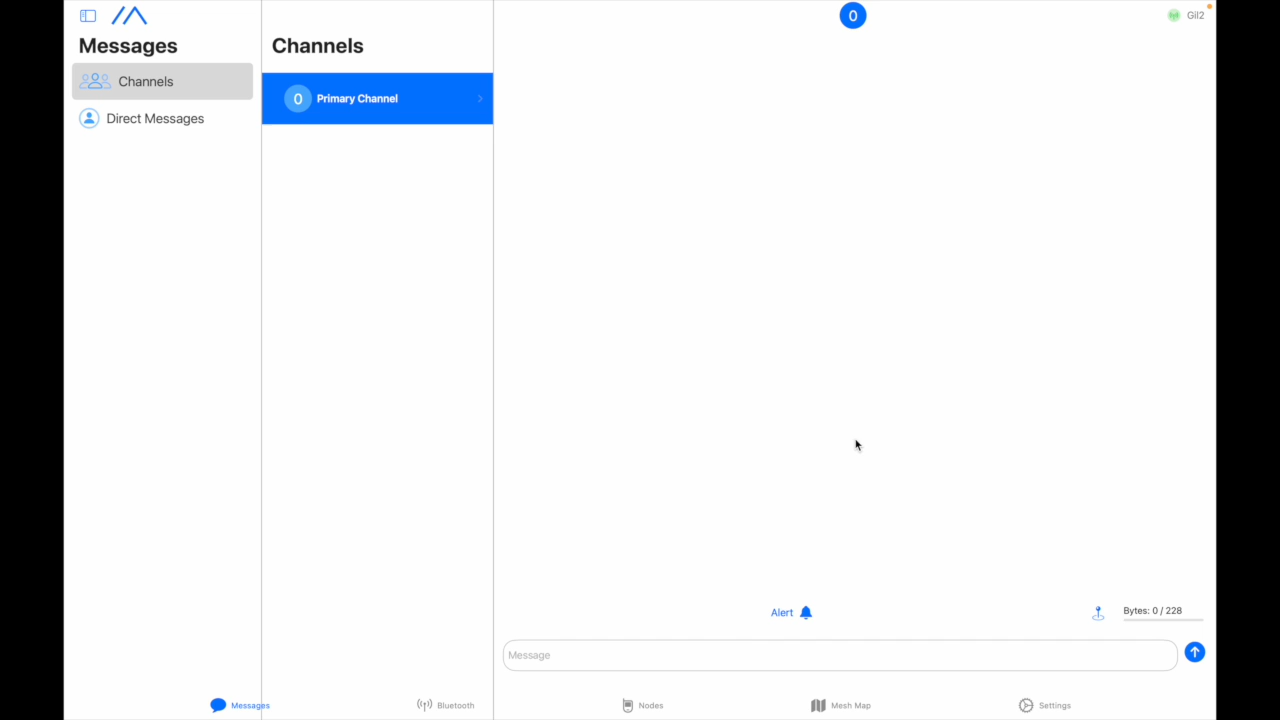 Messages
Channels
Direct Messages
Channels
0 Primary Channel
0
Gil2
Alert
Bytes: 0 / 228
Message
Messages
Bluetooth
Nodes
Mesh Map
Settings